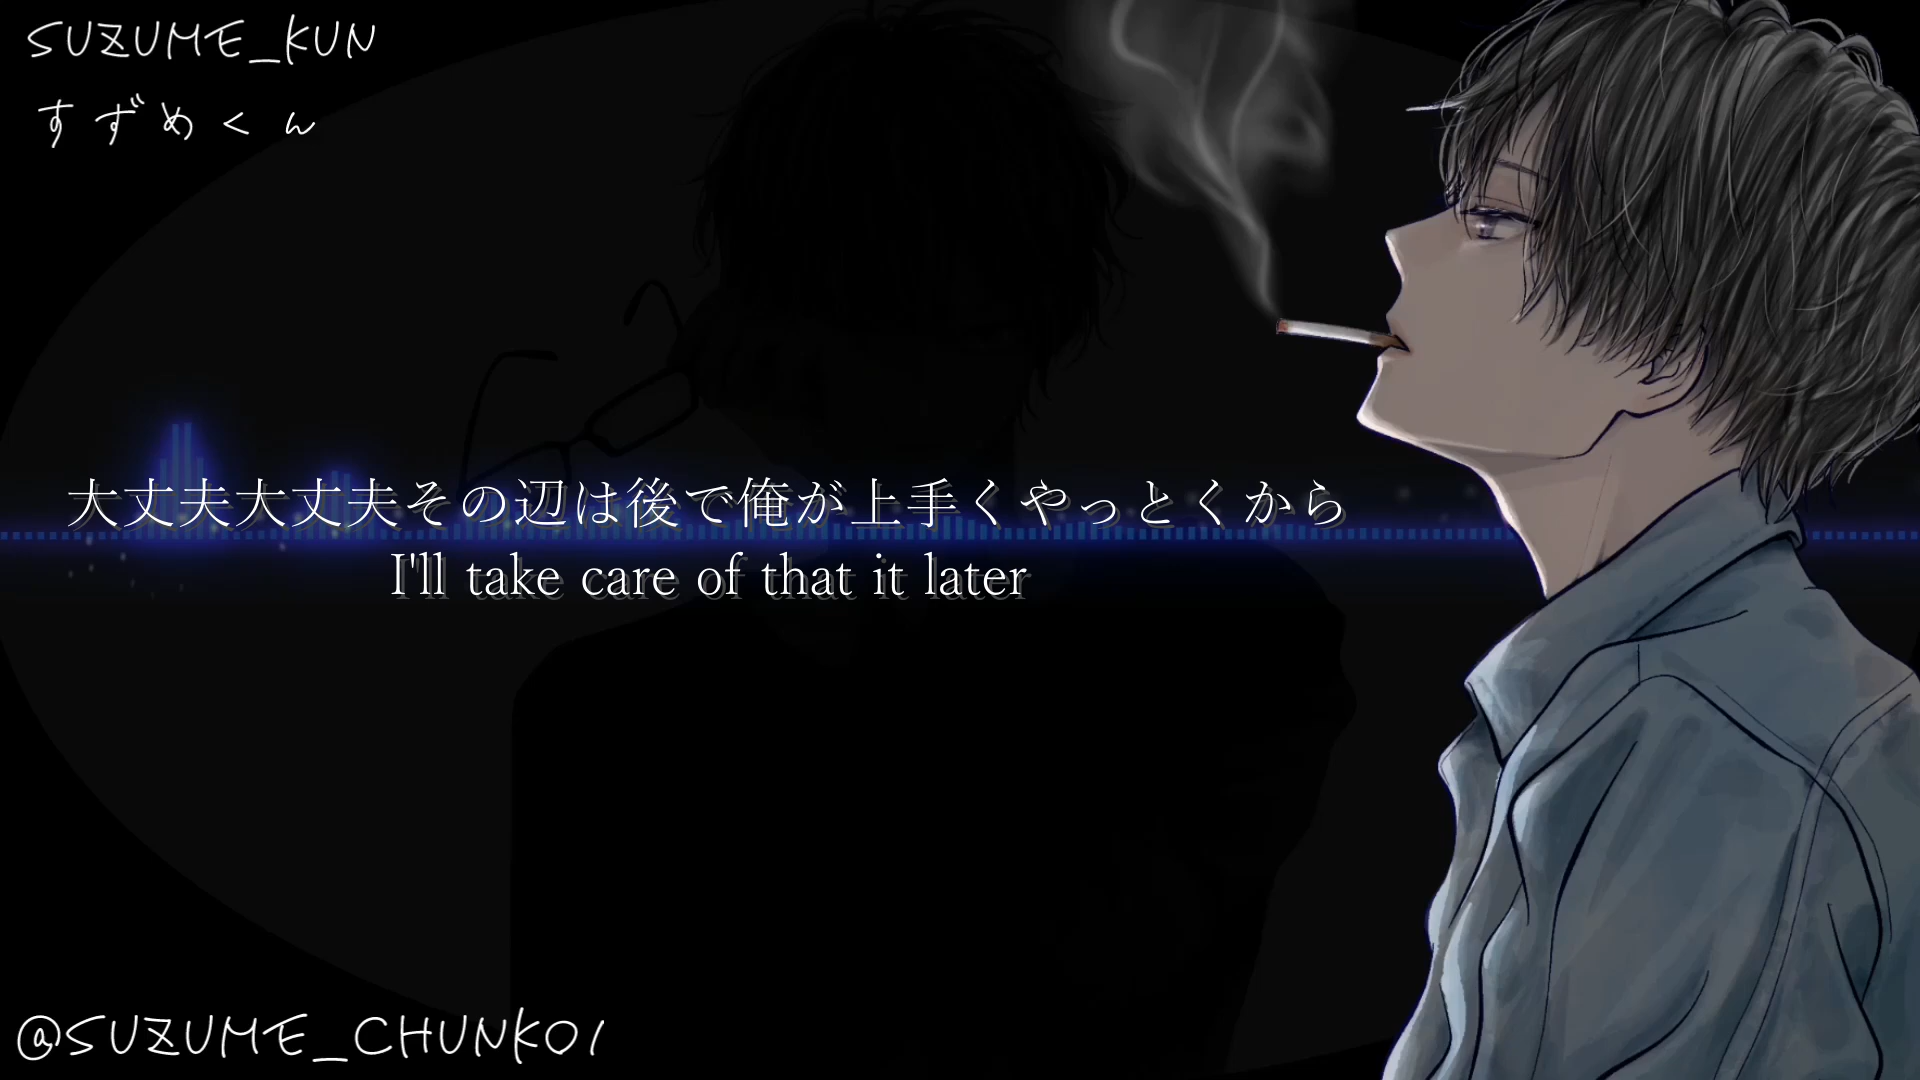 SUZUME_KUN
すずめくん
大丈夫大丈夫その辺は後で俺が上手くやっとくから
I'll take care of that it later
@SUZUME_CHUNK01